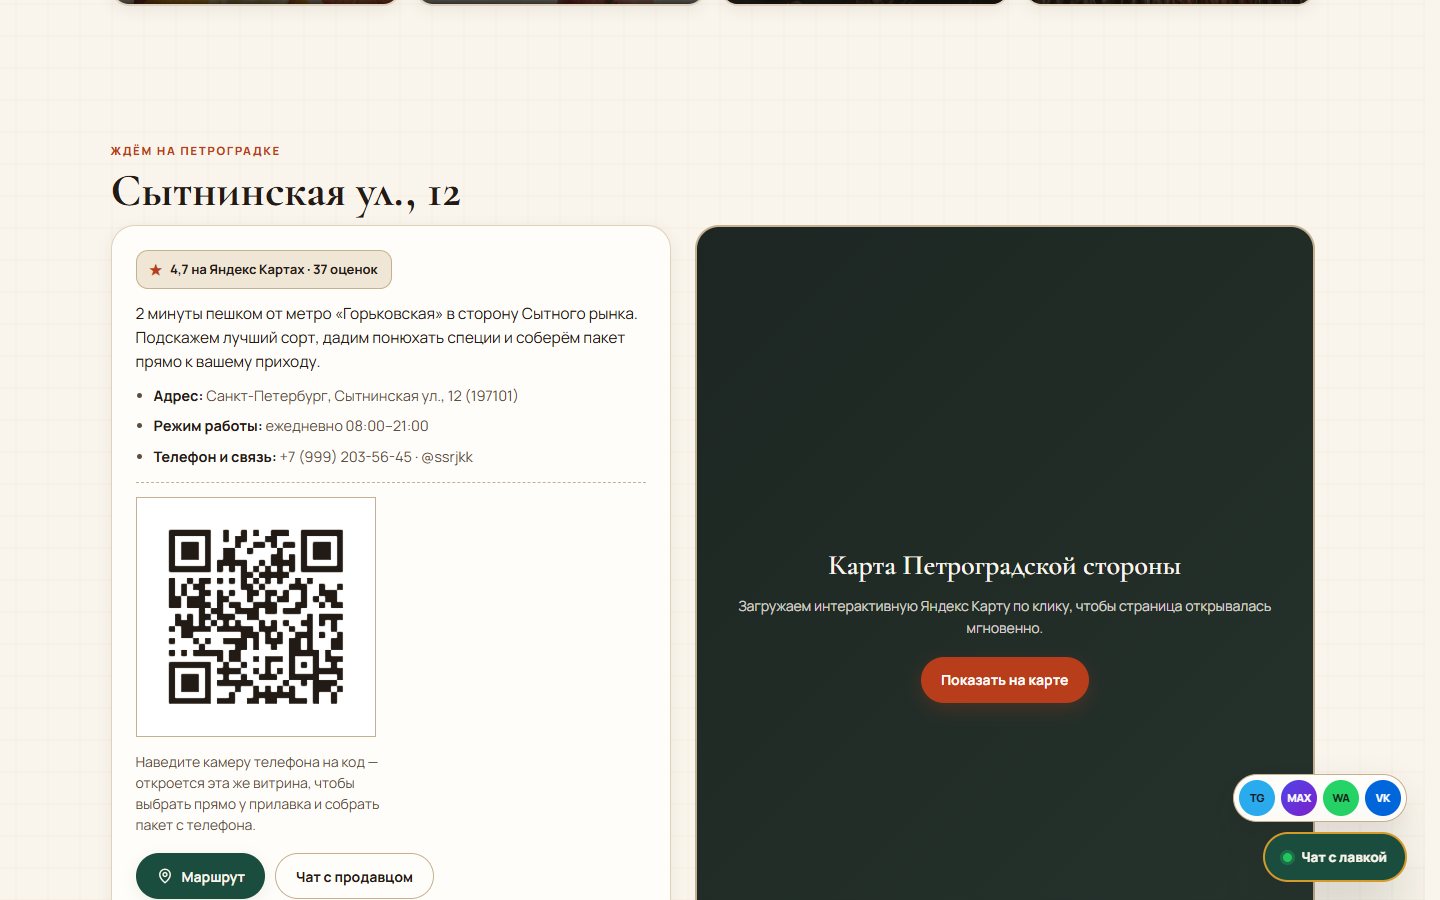 ЖДЁМ НА ПЕТРОГРАДКЕ
Сытнинская ул., 12
4,7 на Яндекс Картах · 37 оценок
2 минуты пешком от метро «Горьковская» в сторону Сытного рынка.
Подскажем лучший сорт, дадим понюхать специи и соберём пакет
прямо к вашему приходу.
Адрес: Санкт-Петербург, Сытнинская ул., 12 (197101)
Режим работы: ежедневно 08:00–21:00
Телефон и связь: +7 (999) 203-56-45 · @ssrjkk
Наведите камеру телефона на код —
откроется эта же витрина, чтобы
выбрать прямо у прилавка и собрать
пакет с телефона.
Маршрут
Чат с продавцом
Карта Петроградской стороны
Загружаем интерактивную Яндекс Карту по клику, чтобы страница открывалась
мгновенно.
Показать на карте
TG
MAX
WA
VK
Чат с лавкой